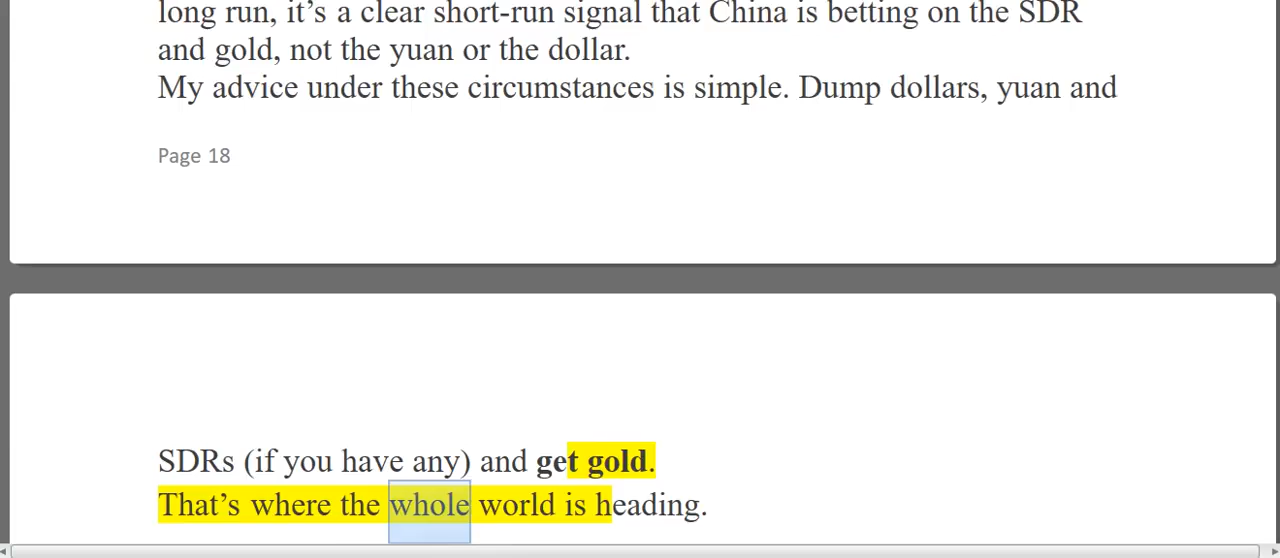 long run, it’s a clear short-run signal that China is betting on the SDR
and gold, not the yuan or the dollar.
My advice under these circumstances is simple. Dump dollars, yuan and
Page 18
SDRs (if you have any) and get gold.
That’s where the whole world is heading.